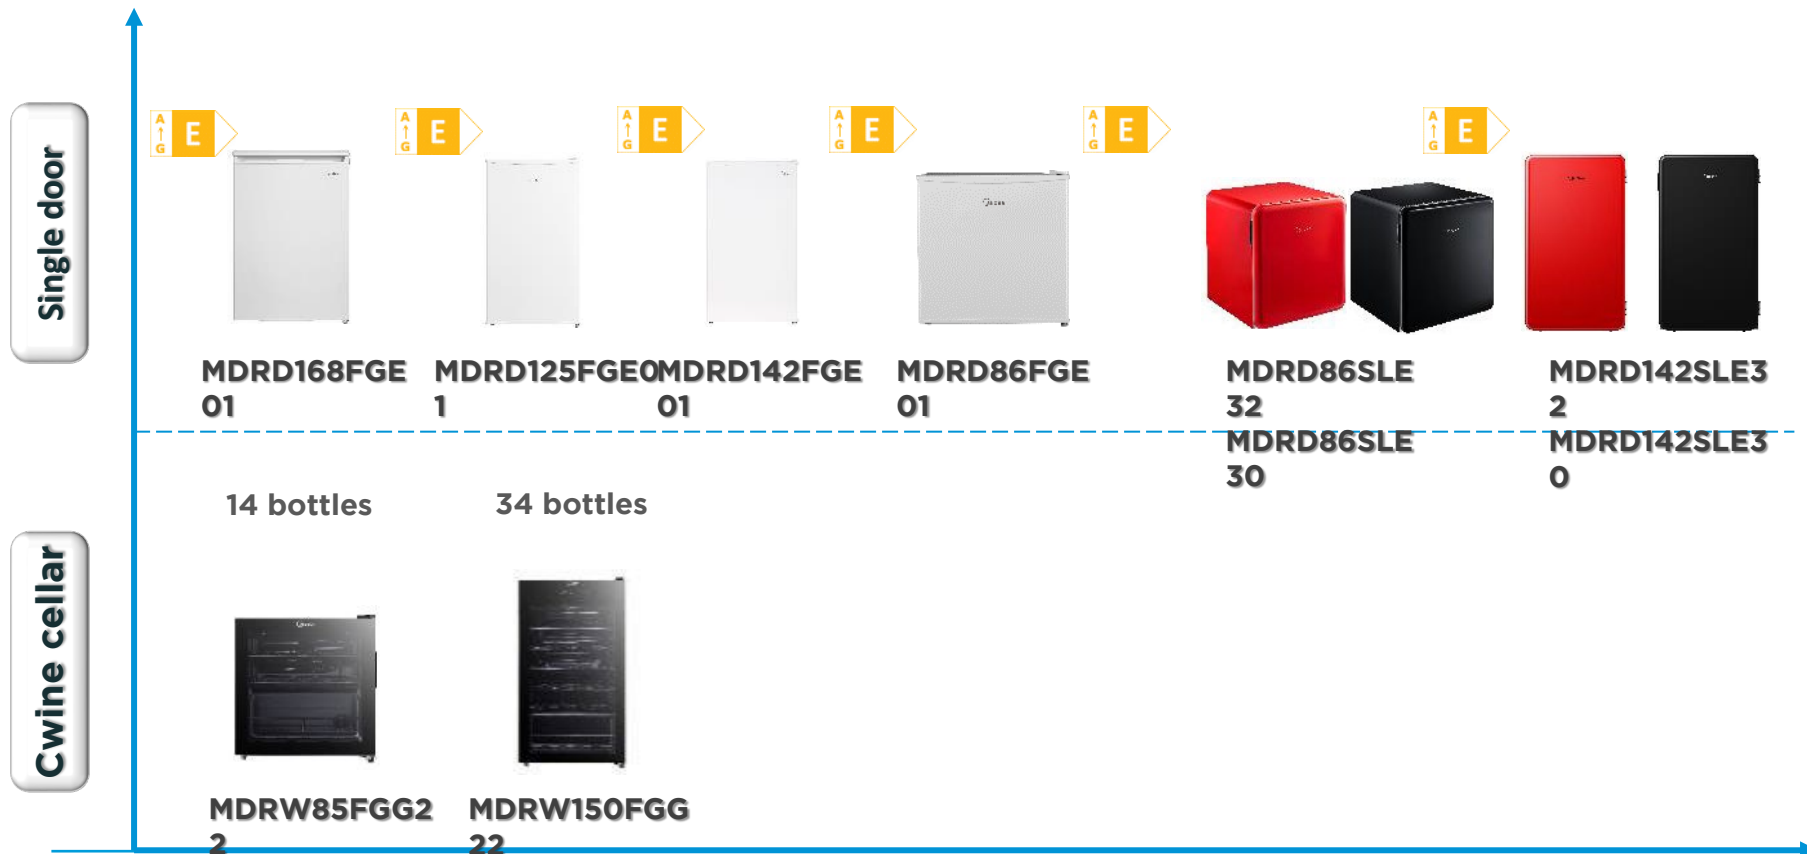 Single door
A
G
E
A
G
E
A
G
E
A
G
E
A
G
E
A
G
E
Midea
MDRD168FGE
01
MDRD125FGE0
1
MDRD142FGE
01
MDRD86FGE
01
MDRD86SLE
32
MDRD86SLE
30
MDRD142SLE3
2
MDRD142SLE3
0
Cwine cellar
14 bottles
34 bottles
MDRW85FGG2
2
MDRW150FGG
22